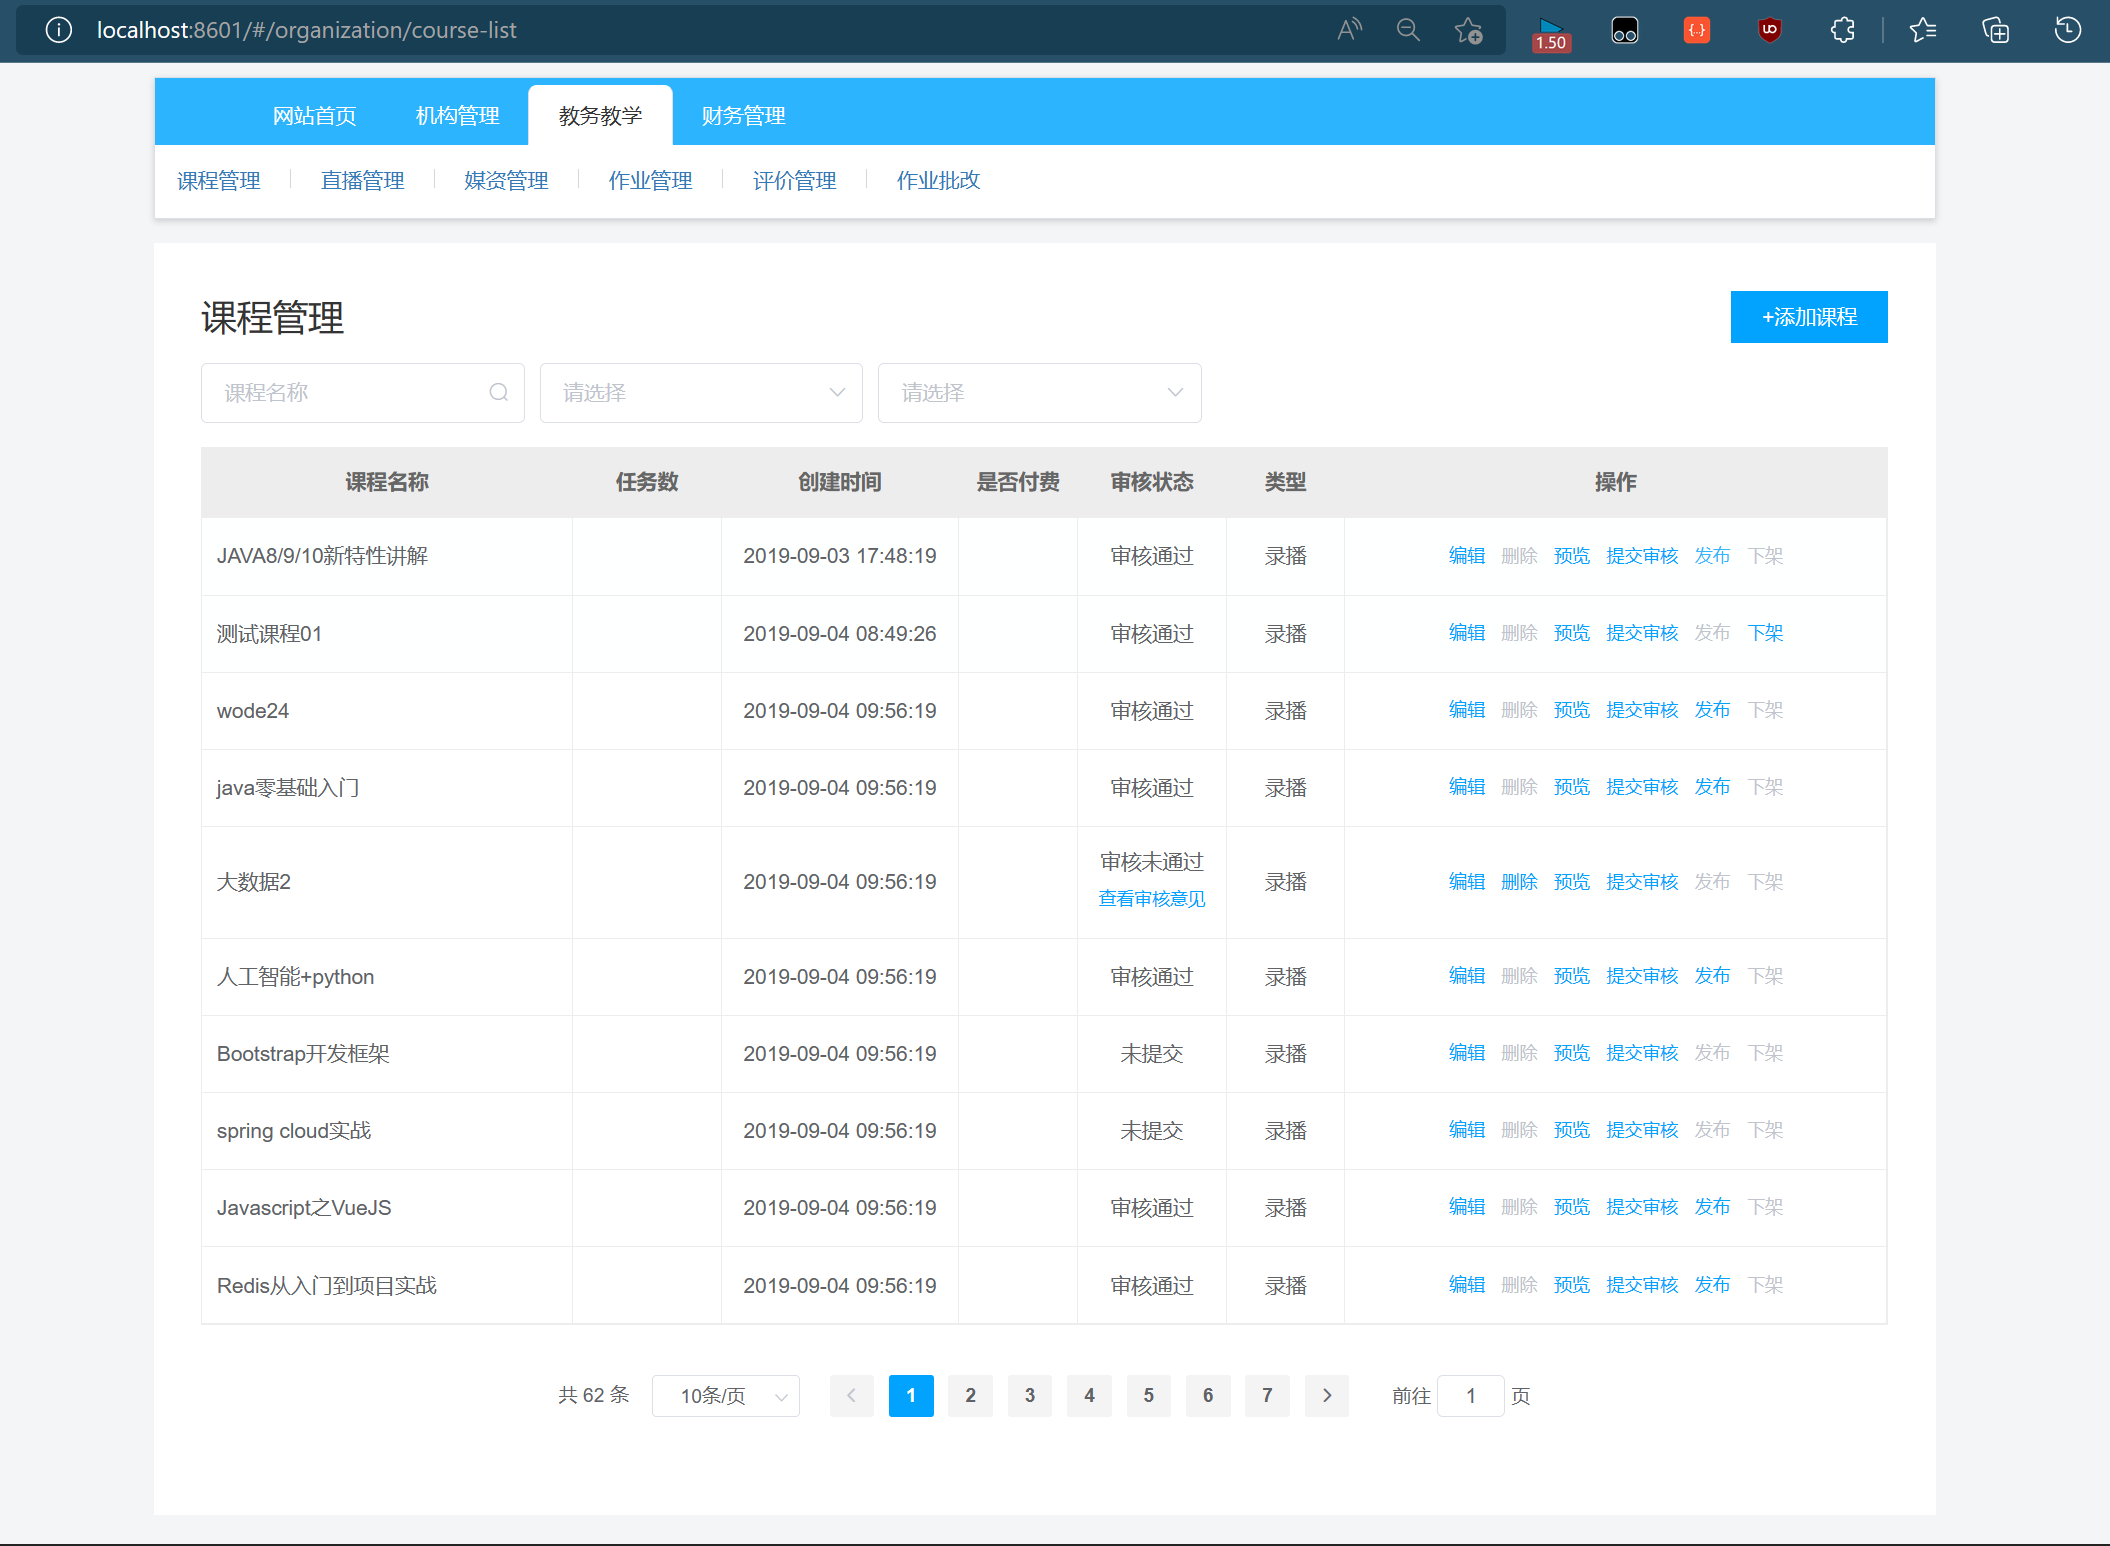 localhost:8601/#/organization/course-list
1.50
网站首页 机构管理 教务教学 财务管理
课程管理 直播管理 媒资管理 作业管理 评价管理 作业批改
课程管理
+添加课程
课程名称 请选择 请选择
课程名称 任务数 创建时间 是否付费 审核状态 类型 操作
JAVA8/9/10新特性讲解 2019-09-03 17:48:19 审核通过 录播 编辑 删除 预览 提交审核 发布 下架
测试课程01 2019-09-04 08:49:26 审核通过 录播 编辑 删除 预览 提交审核 发布 下架
wode24 2019-09-04 09:56:19 审核通过 录播 编辑 删除 预览 提交审核 发布 下架
java零基础入门 2019-09-04 09:56:19 审核通过 录播 编辑 删除 预览 提交审核 发布 下架
大数据2 2019-09-04 09:56:19 审核未通过 录播 编辑 删除 预览 提交审核 发布 下架
查看审核意见
人工智能+python 2019-09-04 09:56:19 审核通过 录播 编辑 删除 预览 提交审核 发布 下架
Bootstrap开发框架 2019-09-04 09:56:19 未提交 录播 编辑 删除 预览 提交审核 发布 下架
spring cloud实战 2019-09-04 09:56:19 未提交 录播 编辑 删除 预览 提交审核 发布 下架
Javascript之VueJS 2019-09-04 09:56:19 审核通过 录播 编辑 删除 预览 提交审核 发布 下架
Redis从入门到项目实战 2019-09-04 09:56:19 审核通过 录播 编辑 删除 预览 提交审核 发布 下架
共 62 条 10条/页 1 2 3 4 5 6 7 前往 1 页